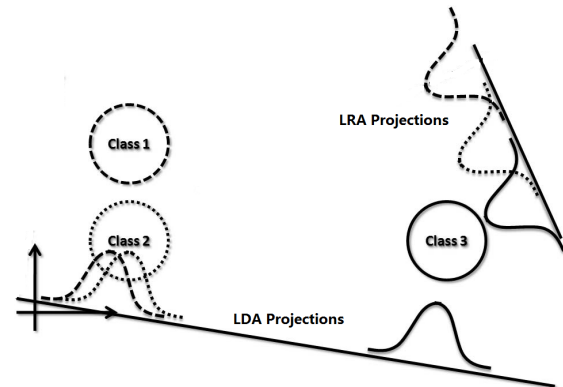 LRA Projections
Class 1
Class 2
Class 3
LDA Projections